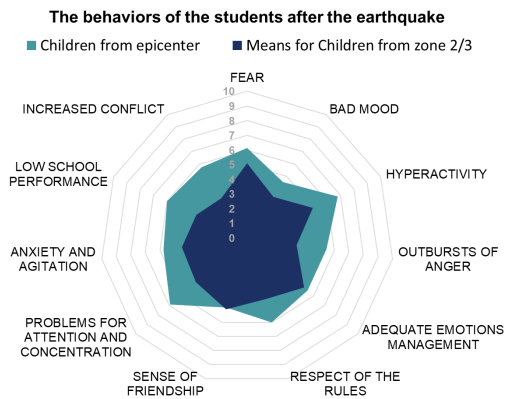 The behaviors of the students after the earthquake
Children from epicenter
Means for Children from zone 2/3
FEAR
10
9
8
7
6
5
4
3
2
1
0
BAD MOOD
HYPERACTIVITY
OUTBURSTS OF
ANGER
ADEQUATE EMOTIONS
MANAGEMENT
RESPECT OF THE
RULES
SENSE OF
FRIENDSHIP
PROBLEMS FOR
ATTENTION AND
CONCENTRATION
ANXIETY AND
AGITATION
LOW SCHOOL
PERFORMANCE
INCREASED CONFLICT